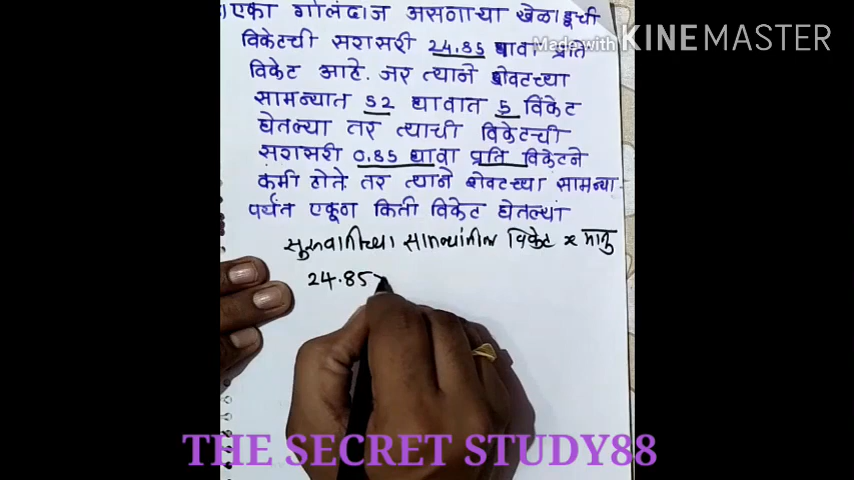 एका गोलंदाज असणाऱ्या खेळाडूची
विकेटची सरासरी 24.85 धावा प्रति
विकेट आहे. जर त्याने शेवटच्या
सामन्यात 52 धावात 5 विकेट
घेतल्या तर त्याची विकेटची
सरासरी 0.85 धावा प्रति विकेटने
कमी होते. तर त्याने शेवटच्या सामन्या-
पर्यंत एकूण किती विकेट घेतल्या
सुरुवातीच्या सामन्यांतील विकेट x मानु
24.85x
Made with KINEMASTER
THE SECRET STUDY88